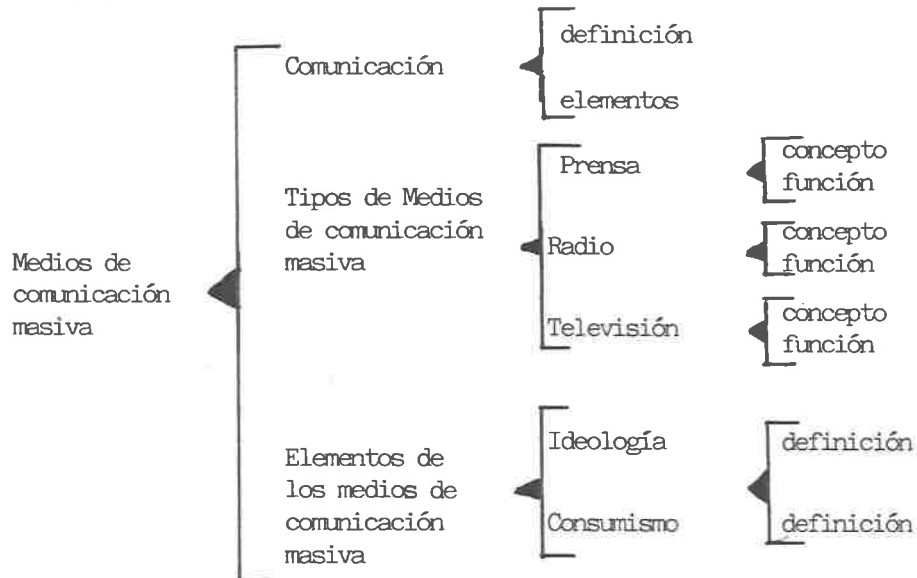 Medios de
comunicación
masiva
Comunicación
definición
elementos
Tipos de Medios
de comunicación
masiva
Prensa
concepto
función
Radio
concepto
función
Televisión
concepto
función
Elementos de
los medios de
comunicación
masiva
Ideología
definición
Consumismo
definición